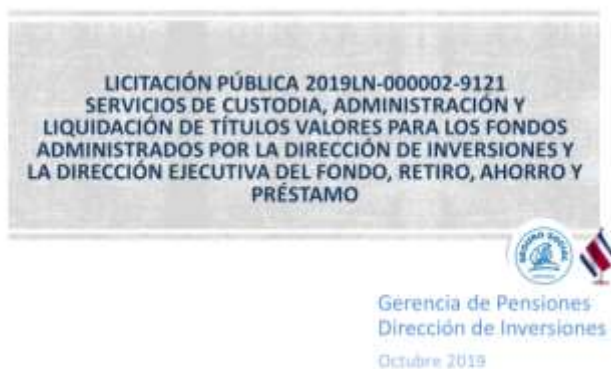 LICITACIÓN PÚBLICA 2019LN-000002-9121
SERVICIOS DE CUSTODIA, ADMINISTRACIÓN Y
LIQUIDACIÓN DE TÍTULOS VALORES PARA LOS FONDOS
ADMINISTRADOS POR LA DIRECCIÓN DE INVERSIONES Y
LA DIRECCIÓN EJECUTIVA DEL FONDO, RETIRO, AHORRO Y
PRÉSTAMO
SEGURO SOCIAL
Gerencia de Pensiones
Dirección de Inversiones
Octubre 2019